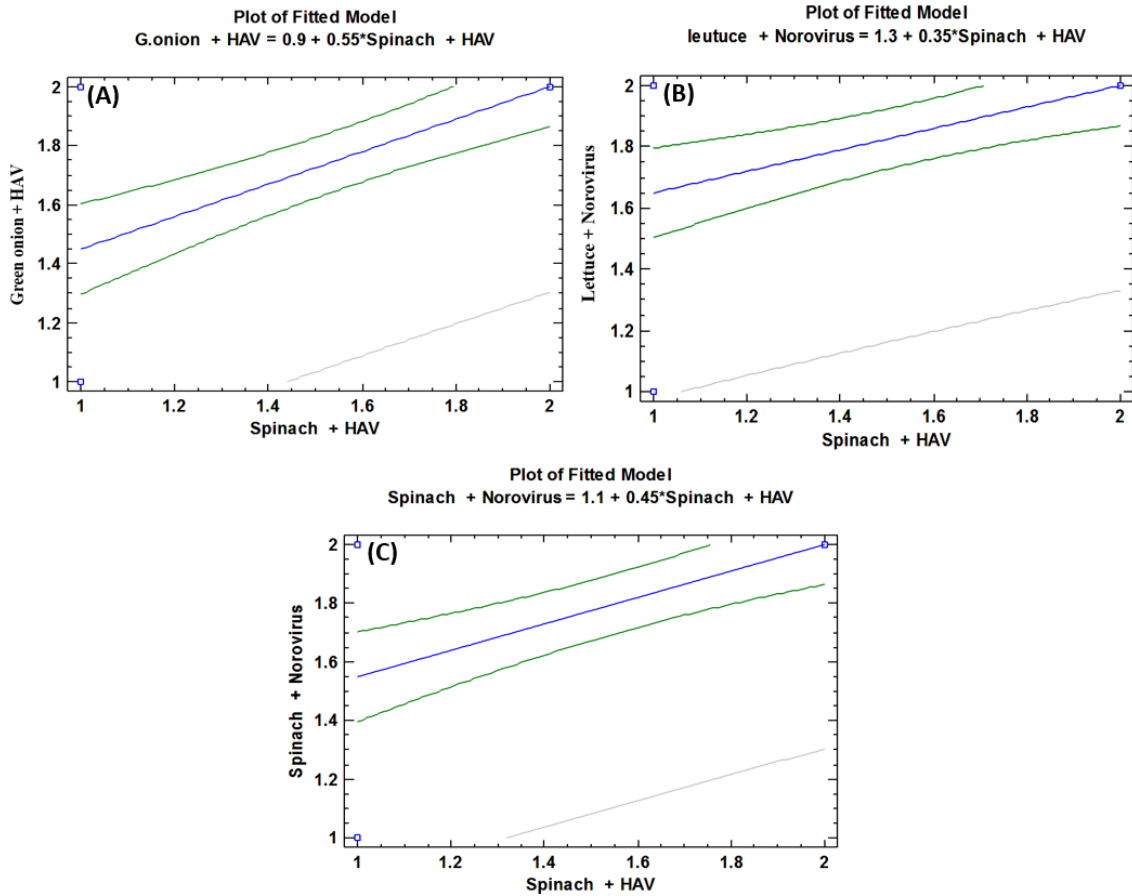 Plot of Fitted Model
G.onion + HAV = 0.9 + 0.55*Spinach + HAV
(A)
Green onion + HAV
2
1.8
1.6
1.4
1.2
1
1 1.2 1.4 1.6 1.8 2
Spinach + HAV
Plot of Fitted Model
leutuce + Norovirus = 1.3 + 0.35*Spinach + HAV
(B)
Lettuce + Norovirus
2
1.8
1.6
1.4
1.2
1
1 1.2 1.4 1.6 1.8 2
Spinach + HAV
Plot of Fitted Model
Spinach + Norovirus = 1.1 + 0.45*Spinach + HAV
(C)
Spinach + Norovirus
2
1.8
1.6
1.4
1.2
1
1 1.2 1.4 1.6 1.8 2
Spinach + HAV